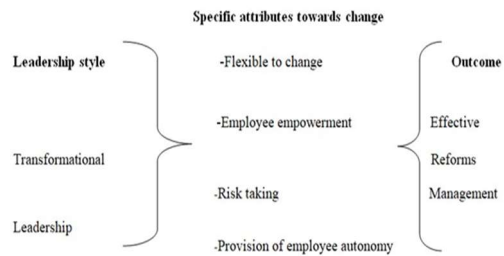 Specific attributes towards change
Leadership style
-Flexible to change
Outcome
-Employee empowerment
Effective
Transformational
Reforms
-Risk taking
Management
Leadership
-Provision of employee autonomy